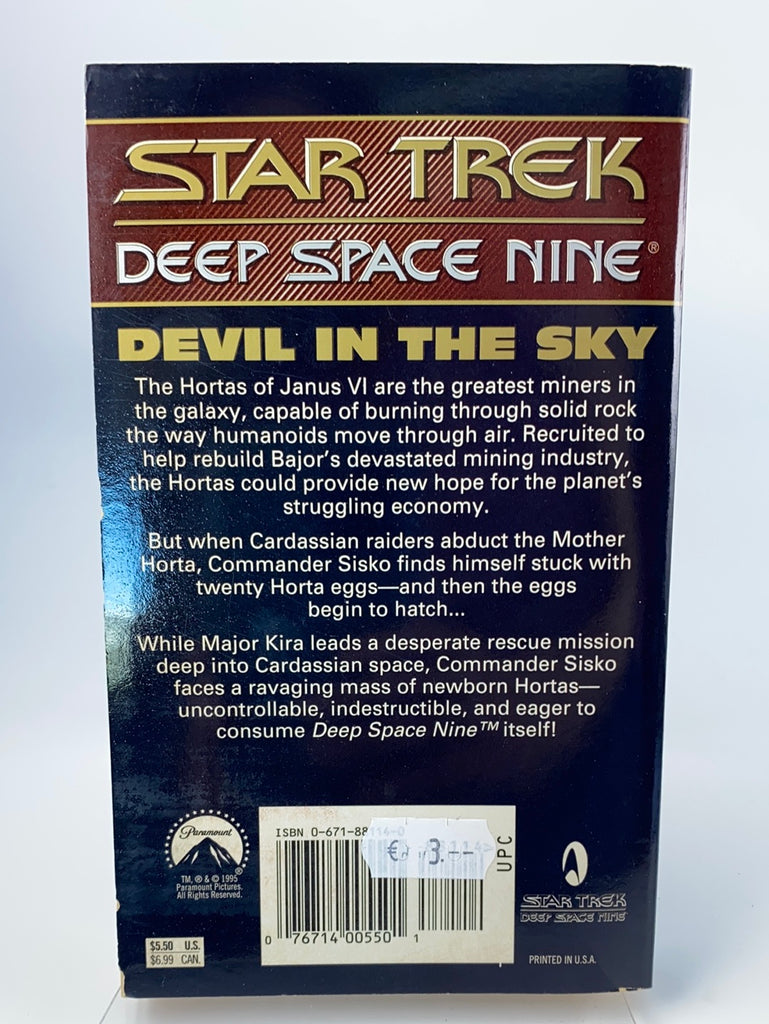 STAR TREK
DEEP SPACE NINE®
DEVIL IN THE SKY
The Hortas of Janus VI are the greatest miners in
the galaxy, capable of burning through solid rock
the way humanoids move through air. Recruited to
help rebuild Bajor's devastated mining industry,
the Hortas could provide new hope for the planet's
struggling economy.
But when Cardassian raiders abduct the Mother
Horta, Commander Sisko finds himself stuck with
twenty Horta eggs—and then the eggs
begin to hatch...
While Major Kira leads a desperate rescue mission
deep into Cardassian space, Commander Sisko
faces a ravaging mass of newborn Hortas—
uncontrollable, indestructible, and eager to
consume Deep Space Nine™ itself!
Paramount
TM, ® & © 1995
Paramount Pictures.
All Rights Reserved.
$5.50 U.S.
$6.99 CAN.
ISBN 0-671-88114-0
€ 3.--
UPC
0 76714 00550 1
STAR TREK
DEEP SPACE NINE
PRINTED IN U.S.A.